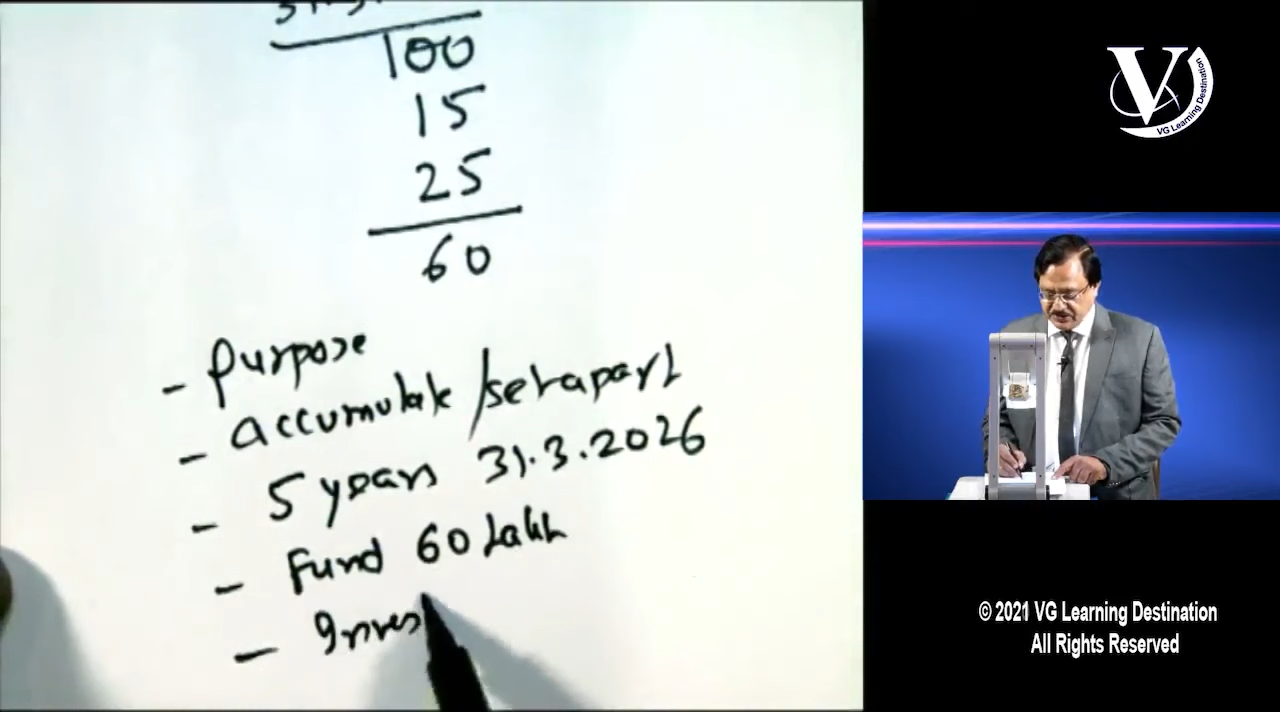 100
15
25
60
- Purpose
- accumulate / setapart
- 5 years 31.3.2026
- Fund 60 Lakh
- Inves
V
VG Learning Destination
© 2021 VG Learning Destination
All Rights Reserved